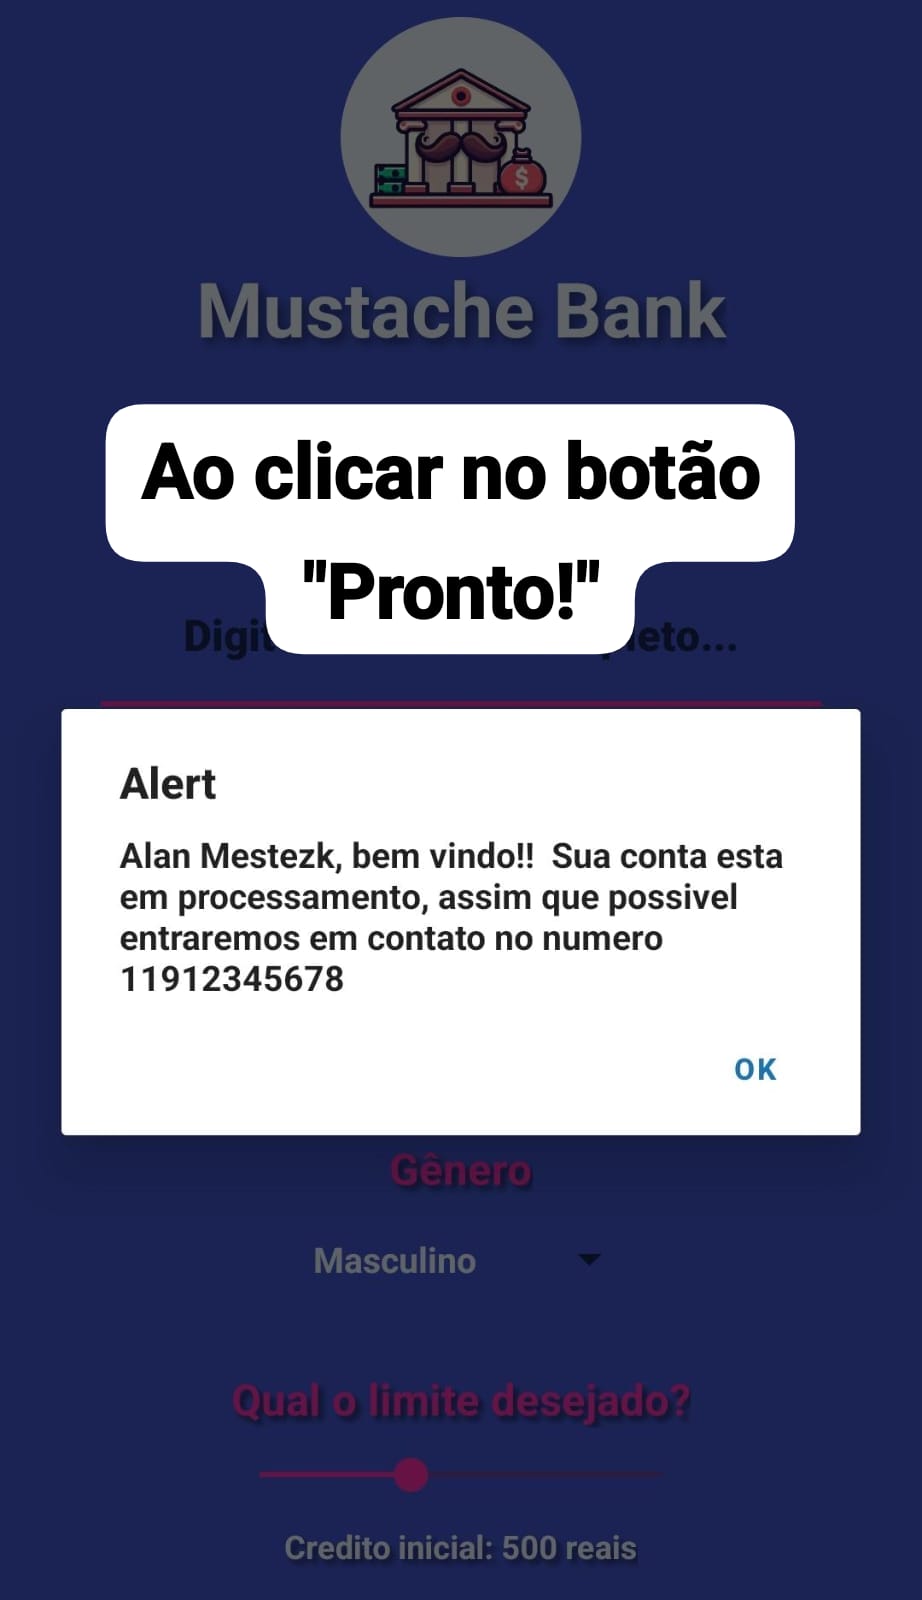 $
Mustache Bank
Ao clicar no botão
"Pronto!"
Digit leto...
Alert
Alan Mestezk, bem vindo!!  Sua conta esta
em processamento, assim que possivel
entraremos em contato no numero
11912345678
OK
Gênero
Masculino
Qual o limite desejado?
Credito inicial: 500 reais